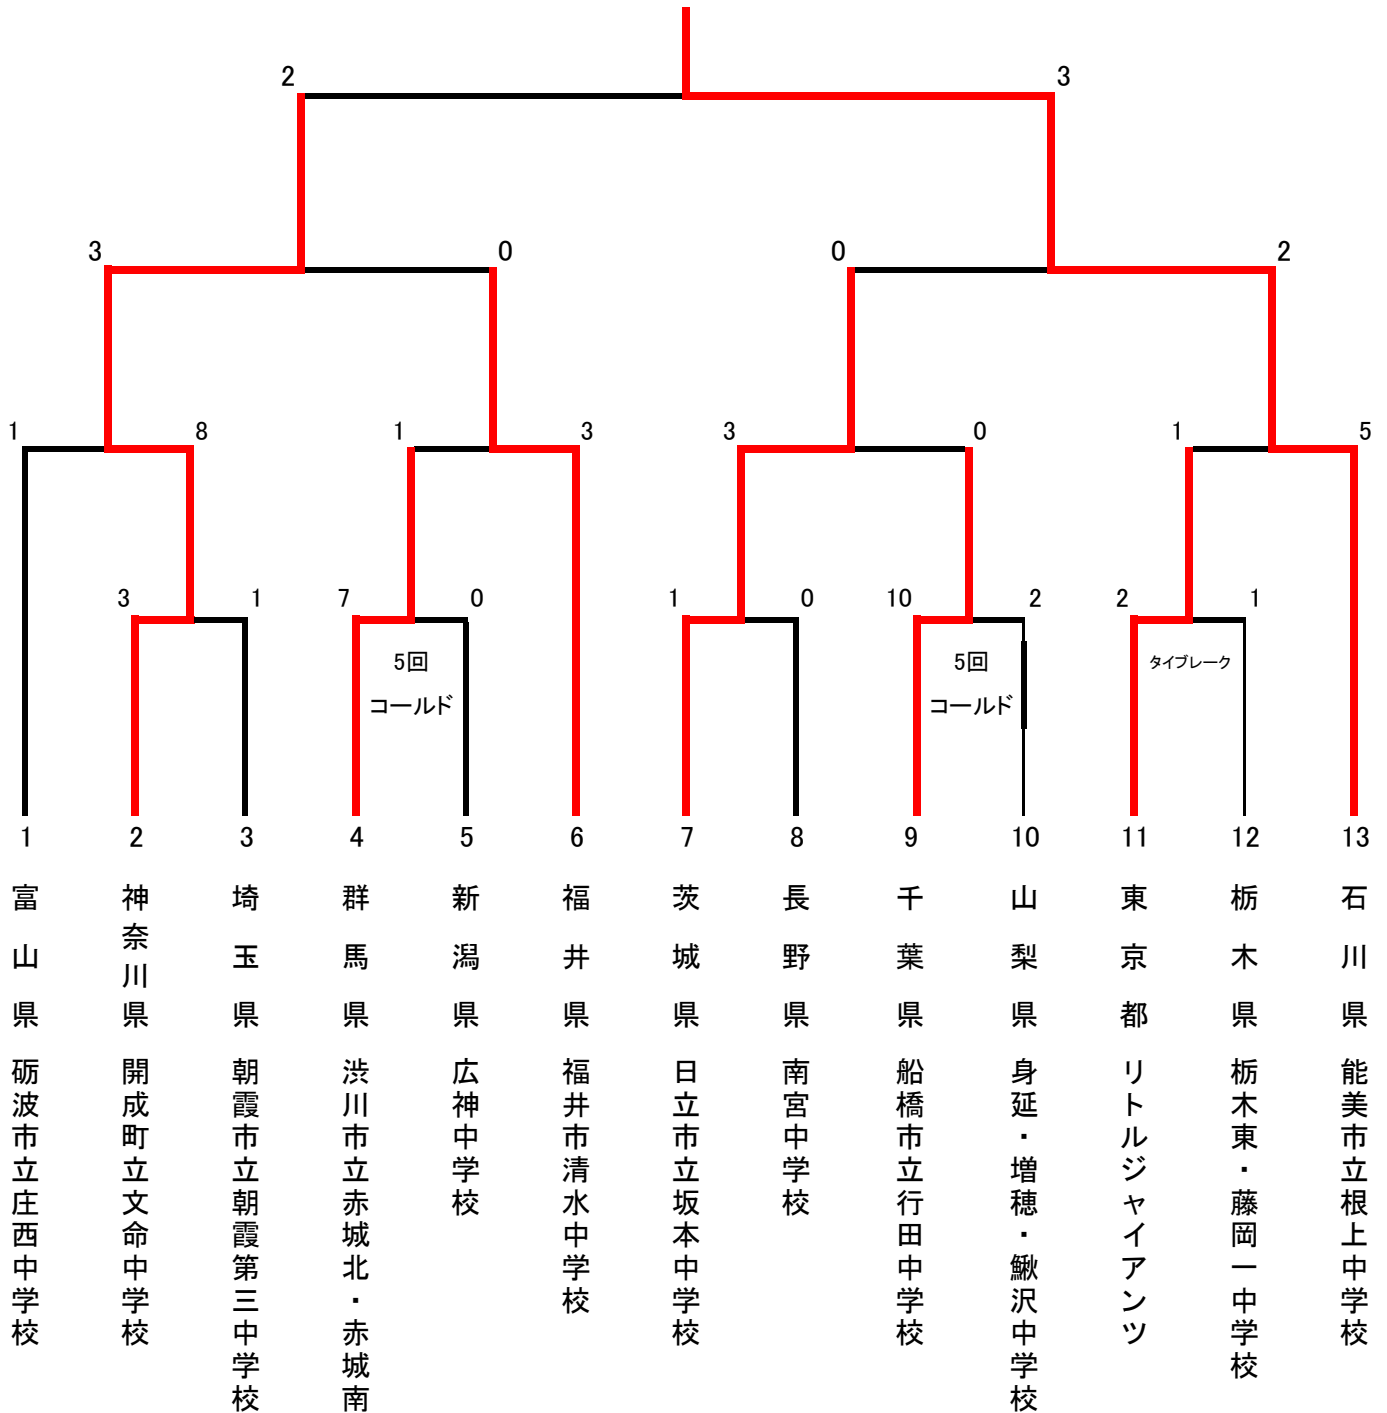 2 3
3 0 0 2
1 8 1 3 3 0 1 5
3 1 7 0 1 0 10 2 2 1
5回
コールド
5回
コールド
タイブレーク
1 2 3 4 5 6 7 8 9 10 11 12 13
富山県 砺波市立庄西中学校
神奈川県 開成町立文命中学校
埼玉県 朝霞市立朝霞第三中学校
群馬県 渋川市立赤城北・赤城南
新潟県 広神中学校
福井県 福井市清水中学校
茨城県 日立市立坂本中学校
長野県 南宮中学校
千葉県 船橋市立行田中学校
山梨県 身延・増穂・鰍沢中学校
東京都 リトルジャイアンツ
栃木県 栃木東・藤岡一中学校
石川県 能美市立根上中学校